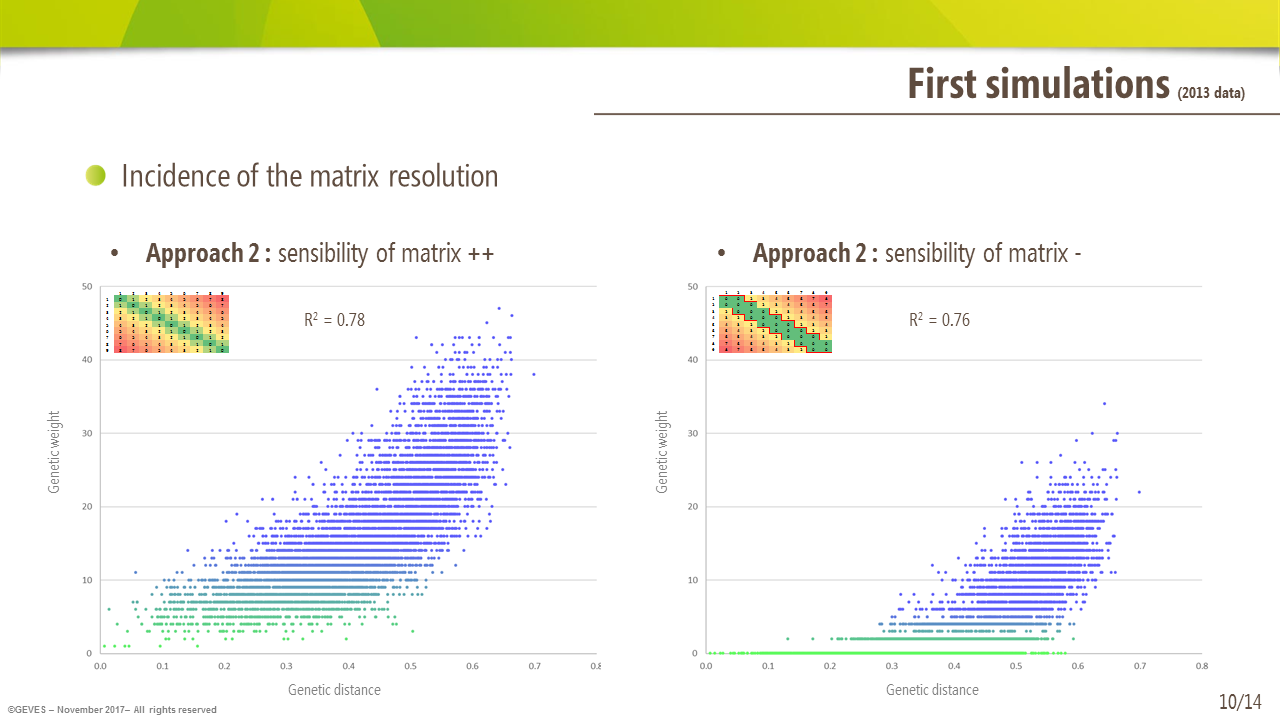 First simulations (2013 data)
Incidence of the matrix resolution
• Approach 2 : sensibility of matrix ++
• Approach 2 : sensibility of matrix -
R² = 0.78
50
40
30
20
10
0
Genetic weight
0.0 0.1 0.2 0.3 0.4 0.5 0.6 0.7 0.8
Genetic distance
R² = 0.76
50
40
30
20
10
0
Genetic weight
0.0 0.1 0.2 0.3 0.4 0.5 0.6 0.7 0.8
Genetic distance
©GEVES – November 2017– All rights reserved
10/14